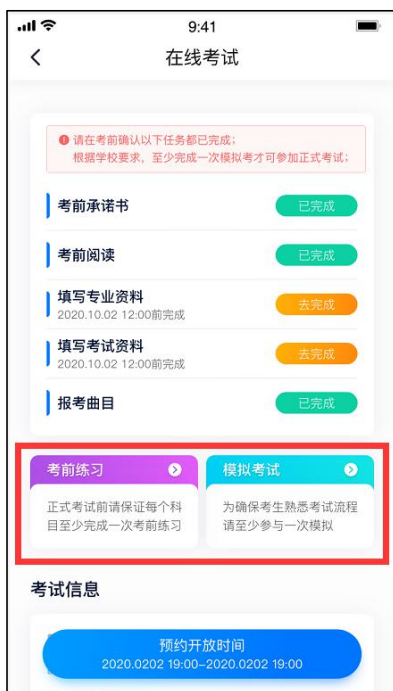 9:41
在线考试
请在考前确认以下任务都已完成；
根据学校要求，至少完成一次模拟考才可参加正式考试；
考前承诺书
已完成
考前阅读
已完成
填写专业资料
去完成
2020.10.02 12:00前完成
填写考试资料
去完成
2020.10.02 12:00前完成
报考曲目
已完成
考前练习
模拟考试
正式考试前请保证每个科
目至少完成一次考前练习
为确保考生熟悉考试流程
请至少参与一次模拟
考试信息
预约开放时间
2020.0202 19:00-2020.0202 19:00